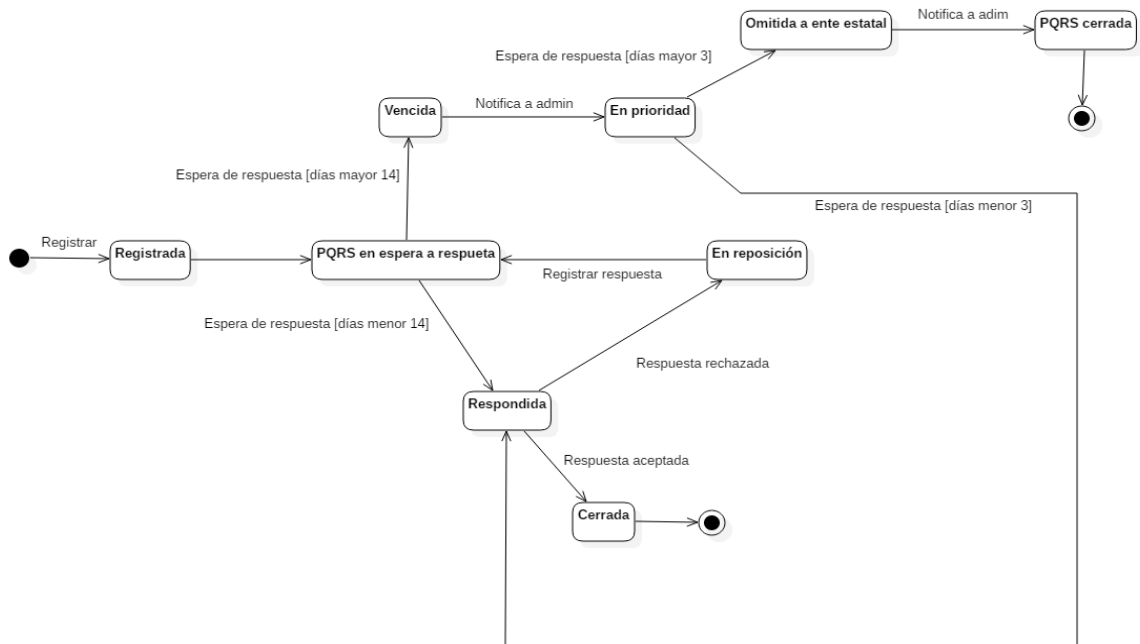 Omitida a ente estatal
Notifica a adim
PQRS cerrada
Espera de respuesta [días mayor 3]
Vencida
Notifica a admin
En prioridad
Espera de respuesta [días mayor 14]
Espera de respuesta [días menor 3]
Registrar
Registrada
PQRS en espera a respueta
En reposición
Registrar respuesta
Espera de respuesta [días menor 14]
Respuesta rechazada
Respondida
Respuesta aceptada
Cerrada